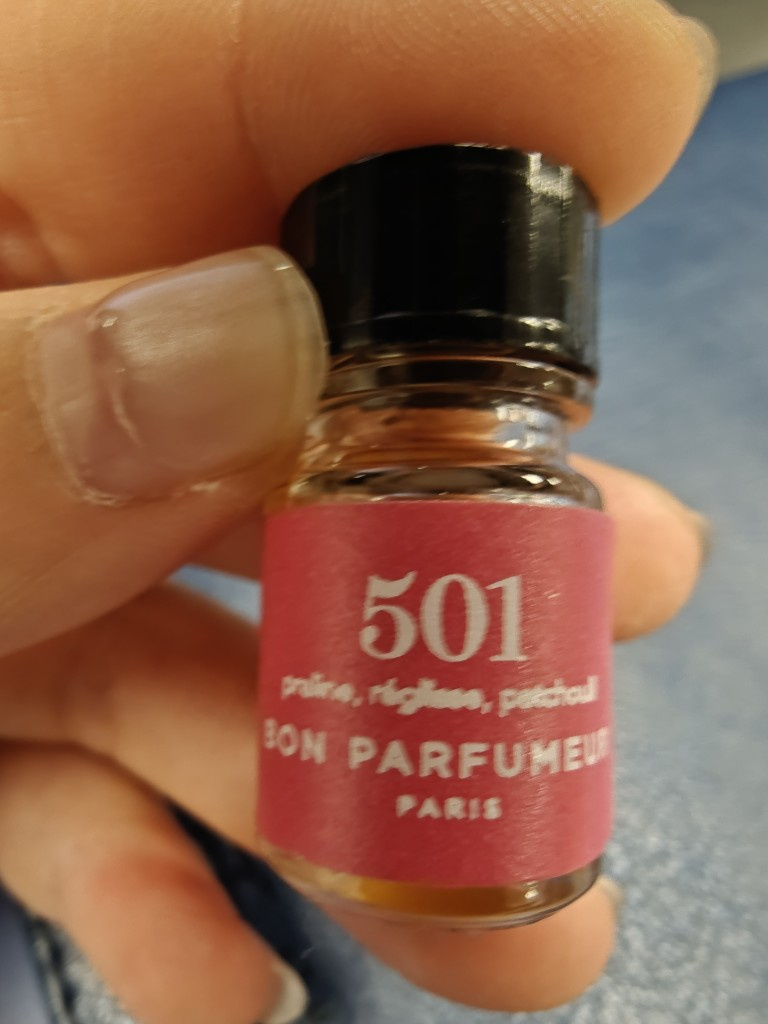 501
praline, réglisse, patchouli
BON PARFUMEUR
PARIS